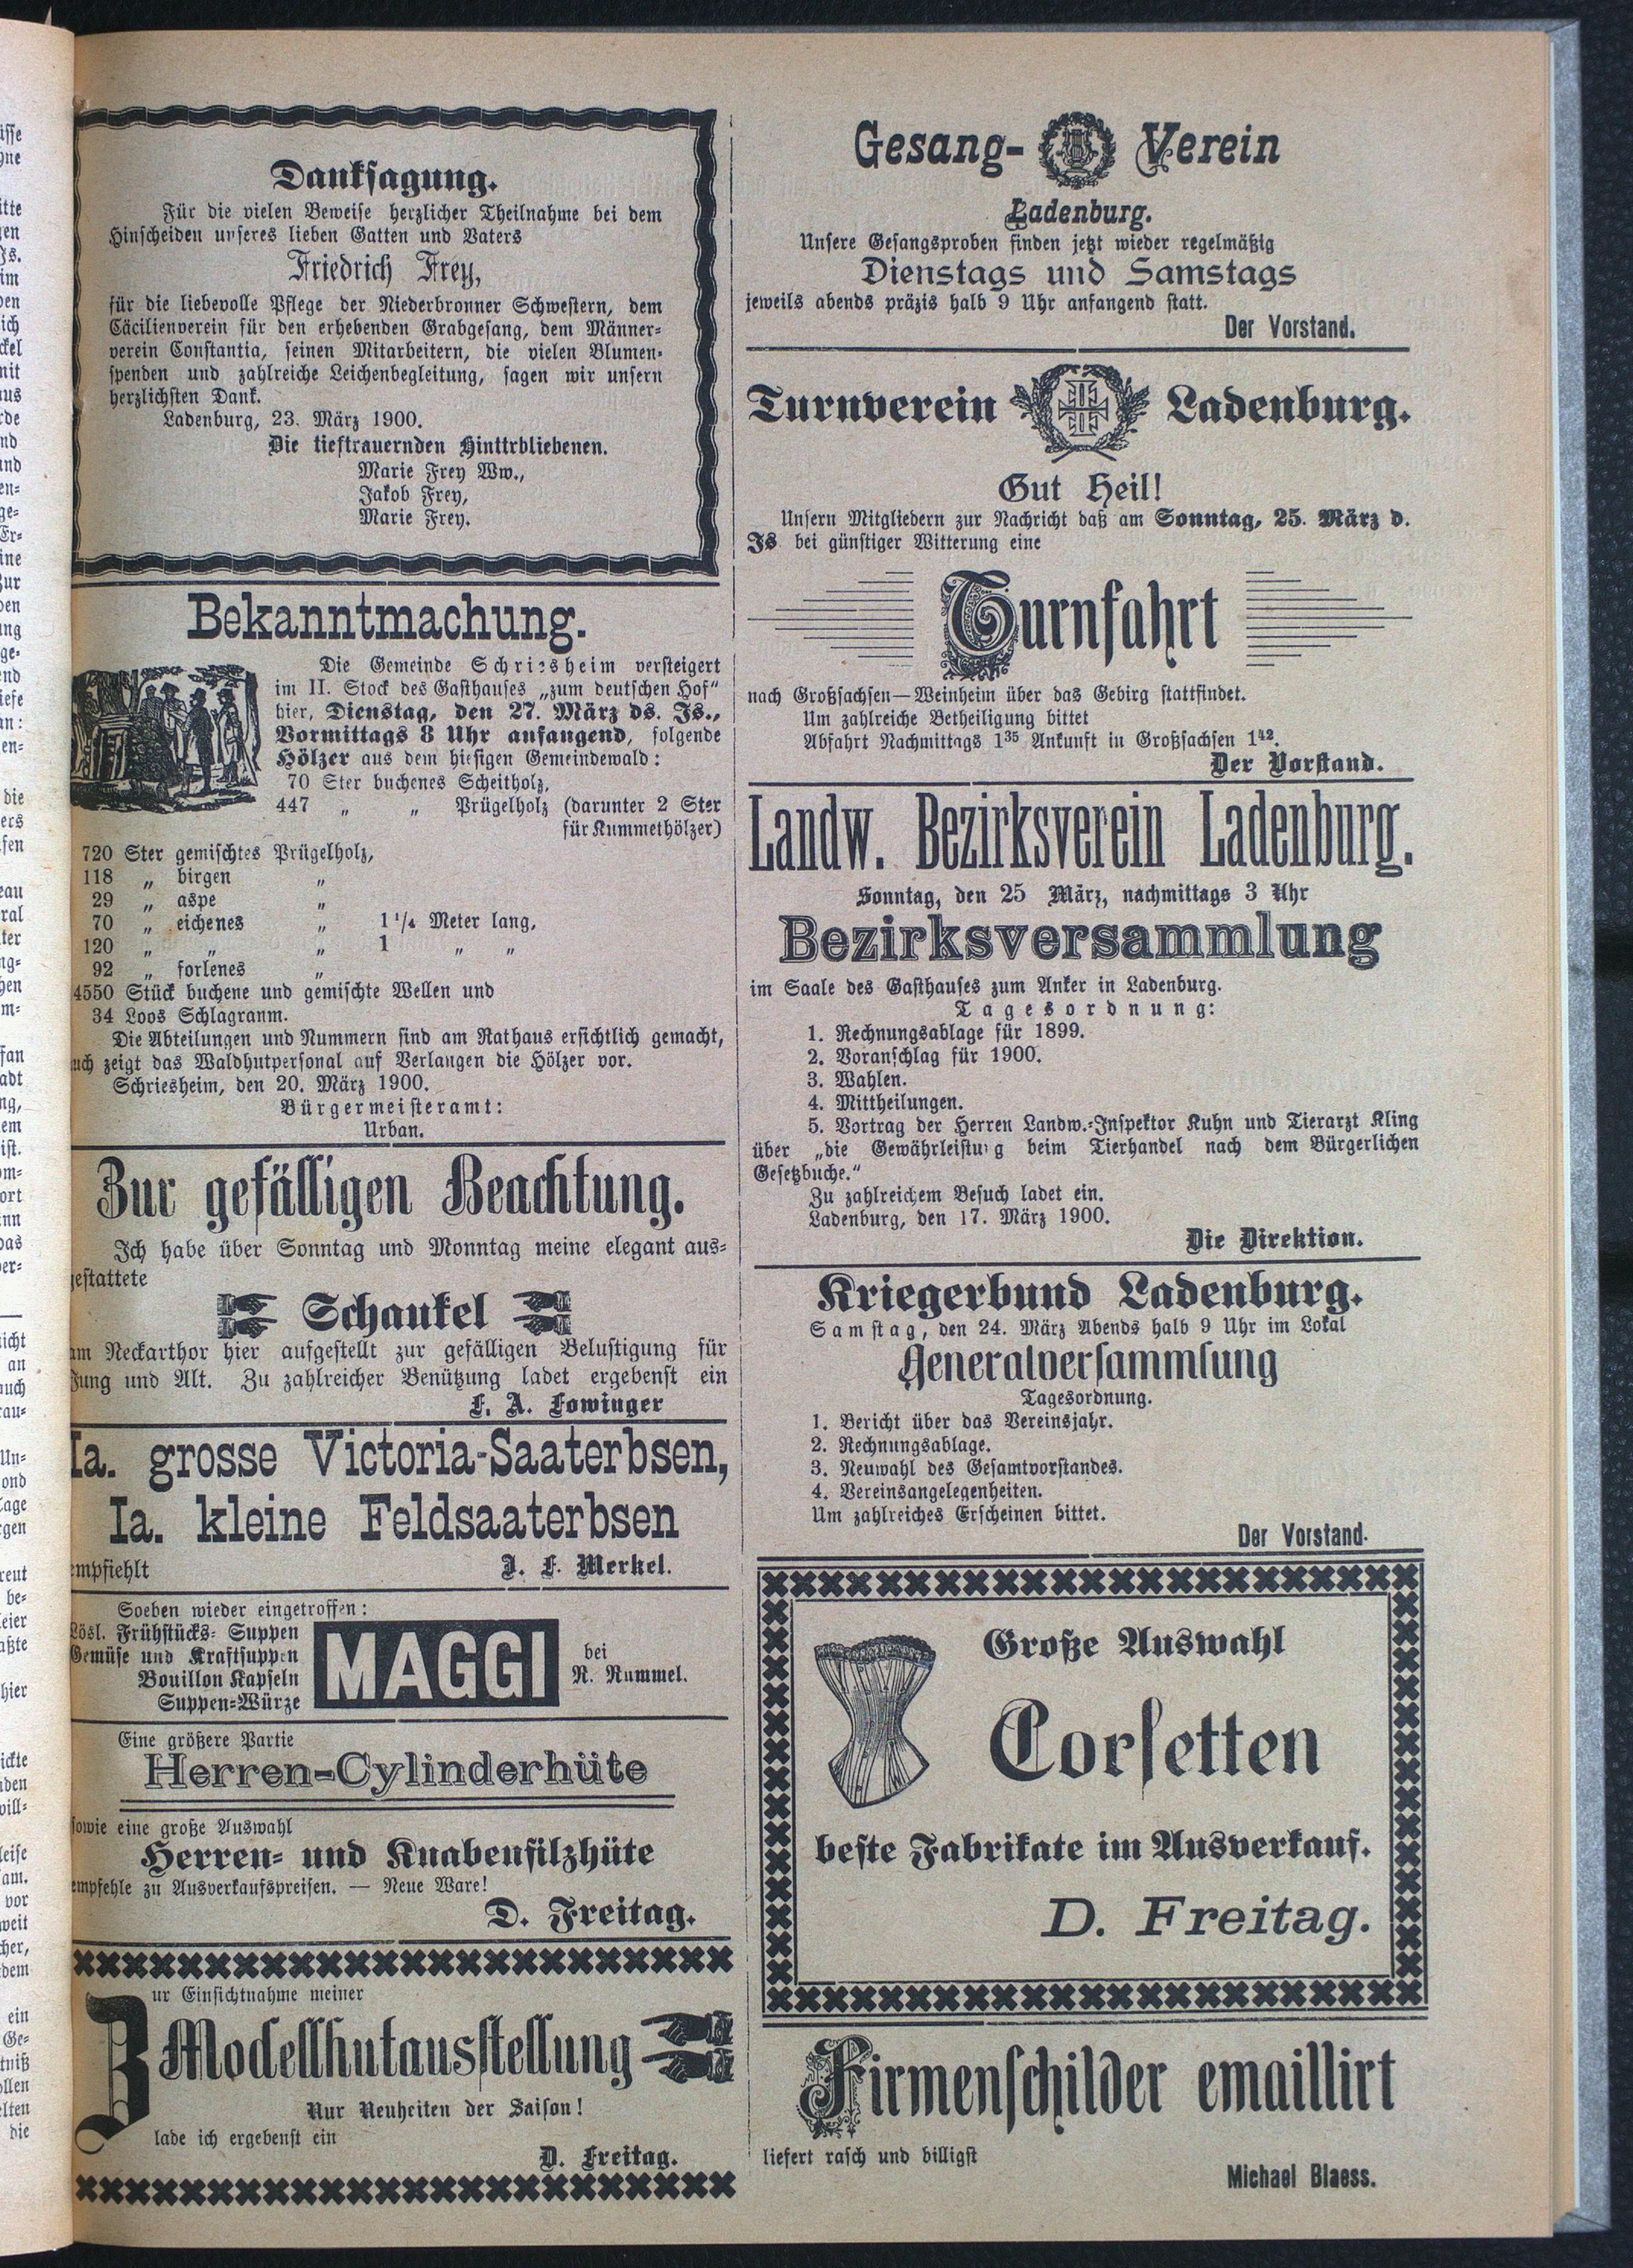 Danksagung.
Für die vielen Beweise herzlicher Theilnahme bei dem
Hinscheiden unseres lieben Gatten und Vaters
Friedrich Frey,
für die liebevolle Pflege der Niederbronner Schwestern, dem
Cäcilienverein für den erhebenden Grabgesang, dem Männer-
verein Constantia, seinen Mitarbeitern, die vielen Blumen-
spenden und zahlreiche Leichenbegleitung, sagen wir unsern
herzlichsten Dank.
Ladenburg, 23. März 1900.
Die tieftrauernden Hinttrbliebenen.
Marie Frey Ww.,
Jakob Frey,
Marie Frey.
Bekanntmachung.
Die Gemeinde Schriesheim versteigert
im II. Stock des Gasthauses „zum deutschen Hof“
hier, Dienstag, den 27. März ds. Js.,
Vormittags 8 Uhr anfangend, folgende
Hölzer aus dem hiesigen Gemeindewald:
70 Ster buchenes Scheitholz,
447 „ „ Prügelholz (darunter 2 Ster
für Kummethölzer)
720 Ster gemischtes Prügelholz,
118 „ birgen „
29 „ aspe „
70 „ eichenes „ 1 1/4 Meter lang,
120 „ „ „ 1 „ „
92 „ forlenes „
4550 Stück buchene und gemischte Wellen und
34 Loos Schlagranm.
Die Abteilungen und Nummern sind am Rathaus ersichtlich gemacht,
uch zeigt das Waldhutpersonal auf Verlangen die Hölzer vor.
Schriesheim, den 20. März 1900.
Bürgermeisteramt:
Urban.
Zur gefälligen Beachtung.
Ich habe über Sonntag und Monntag meine elegant aus-
gestattete
Schaukel
am Neckarthor hier aufgestellt zur gefälligen Belustigung für
Jung und Alt. Zu zahlreicher Benützung ladet ergebenst ein
F. A. Lowinger
Ia. grosse Victoria-Saaterbsen,
Ia. kleine Feldsaaterbsen
empfiehlt J. F. Merkel.
Soeben wieder eingetroffen:
Lösl. Frühstücks- Suppen
Gemüse und Kraftsuppen
Bouillon Kapseln
Suppen-Würze
MAGGI
bei
N. Nummel.
Eine größere Partie
Herren-Cylinderhüte
sowie eine große Auswahl
Herren- und Knabenfilzhüte
empfehle zu Ausverkaufspreisen. — Neue Ware!
D. Freitag.
Zur Einsichtnahme meiner
Modellhutausstellung
Nur Neuheiten der Saison!
lade ich ergebenst ein
D. Freitag.
Gesang-Verein
Ladenburg.
Unsere Gesangsproben finden jetzt wieder regelmäßig
Dienstags und Samstags
jeweils abends präzis halb 9 Uhr anfangend statt.
Der Vorstand.
Turnverein Ladenburg.
Gut Heil!
Unsern Mitgliedern zur Nachricht daß am Sonntag, 25. März d.
Js bei günstiger Witterung eine
Turnfahrt
nach Großsachsen—Weinheim über das Gebirg stattfindet.
Um zahlreiche Betheiligung bittet
Abfahrt Nachmittags 1 35 Ankunft in Großsachsen 1 42.
Der Vorstand.
Landw. Bezirksverein Ladenburg.
Sonntag, den 25 März, nachmittags 3 Uhr
Bezirksversammlung
im Saale des Gasthauses zum Anker in Ladenburg.
Tagesordnung:
1. Rechnungsablage für 1899.
2. Voranschlag für 1900.
3. Wahlen.
4. Mittheilungen.
5. Vortrag der Herren Landw.-Inspektor Kuhn und Tierarzt Kling
über „die Gewährleistung beim Tierhandel nach dem Bürgerlichen
Gesetzbuche.“
Zu zahlreichem Besuch ladet ein.
Ladenburg, den 17. März 1900.
Die Direktion.
Kriegerbund Ladenburg.
Samstag, den 24. März Abends halb 9 Uhr im Lokal
Generalversammlung
Tagesordnung.
1. Bericht über das Vereinsjahr.
2. Rechnungsablage.
3. Neuwahl des Gesamtvorstandes.
4. Vereinsangelegenheiten.
Um zahlreiches Erscheinen bittet.
Der Vorstand.
Große Auswahl
Corsetten
beste Fabrikate im Ausverkauf.
D. Freitag.
Firmenschilder emaillirt
liefert rasch und billigst
Michael Blaess.